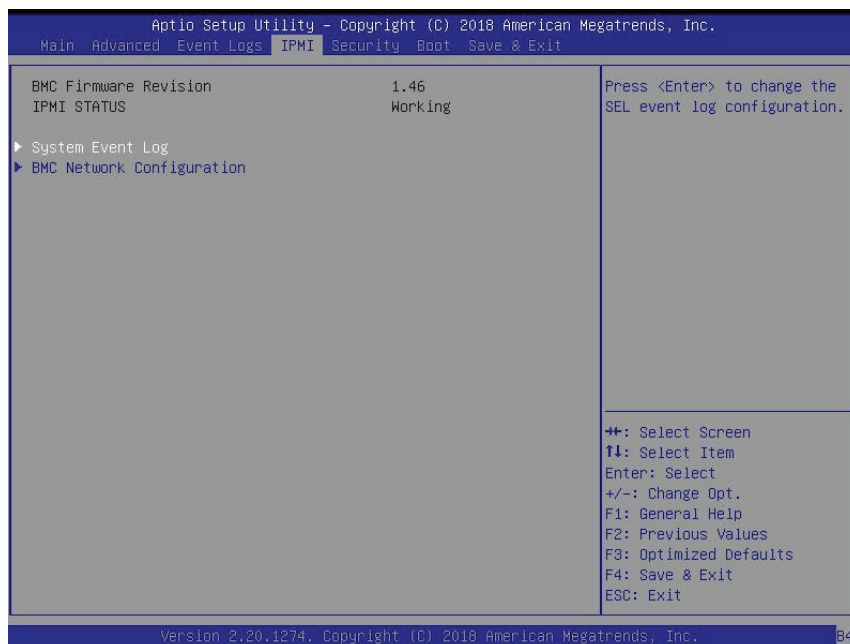 Aptio Setup Utility – Copyright (C) 2018 American Megatrends, Inc.
Main Advanced Event Logs IPMI Security Boot Save & Exit
BMC Firmware Revision 1.46
IPMI STATUS Working
System Event Log
BMC Network Configuration
Press <Enter> to change the
SEL event log configuration.
: Select Screen
↑↓: Select Item
Enter: Select
+/-: Change Opt.
F1: General Help
F2: Previous Values
F3: Optimized Defaults
F4: Save & Exit
ESC: Exit
Version 2.20.1274. Copyright (C) 2018 American Megatrends, Inc.